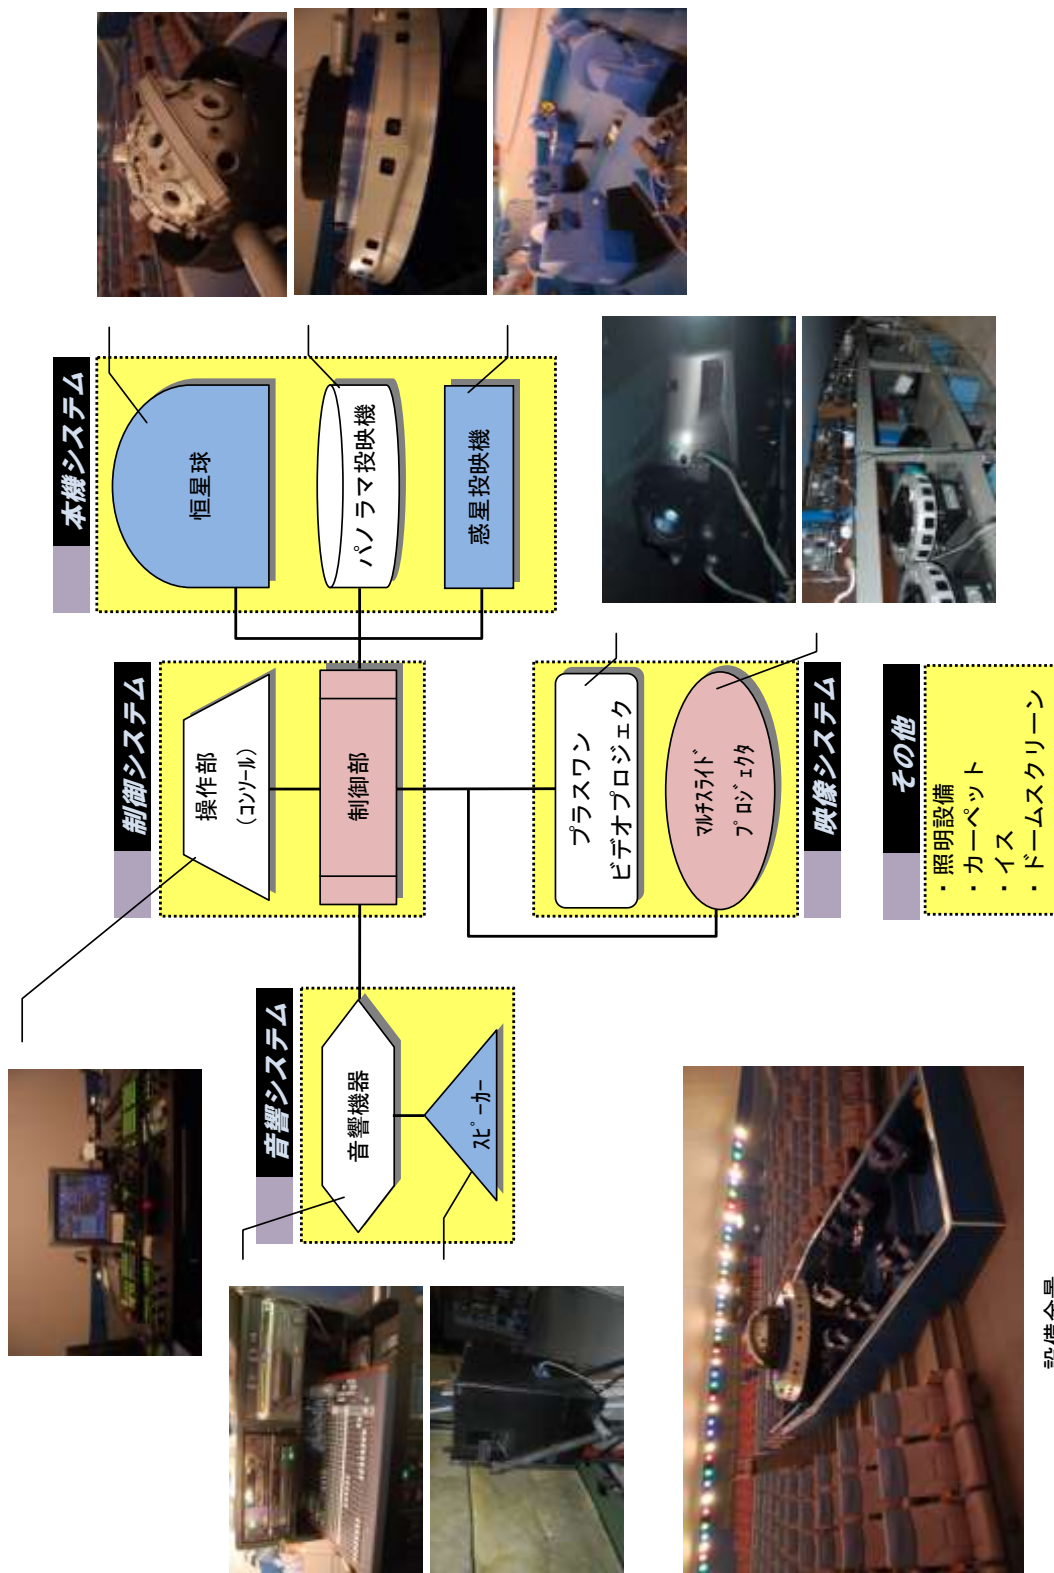 本機システム
恒星球
パノラマ投映機
惑星投映機
制御システム
操作部
(ｺﾝｿｰﾙ)
制御部
音響システム
音響機器
ｽﾋﾟｰｶｰ
プラスワン
ビデオプロジェク
ﾏﾙﾁｽﾗｲﾄﾞ
ﾌﾟﾛｼﾞｪｸﾀ
映像システム
その他
・照明設備
・カーペット
・イス
・ドームスクリーン